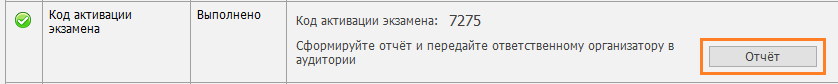 Код активации
экзамена
Выполнено
Код активации экзамена: 7275
Сформируйте отчёт и передайте ответственному организатору в
аудитории
Отчёт